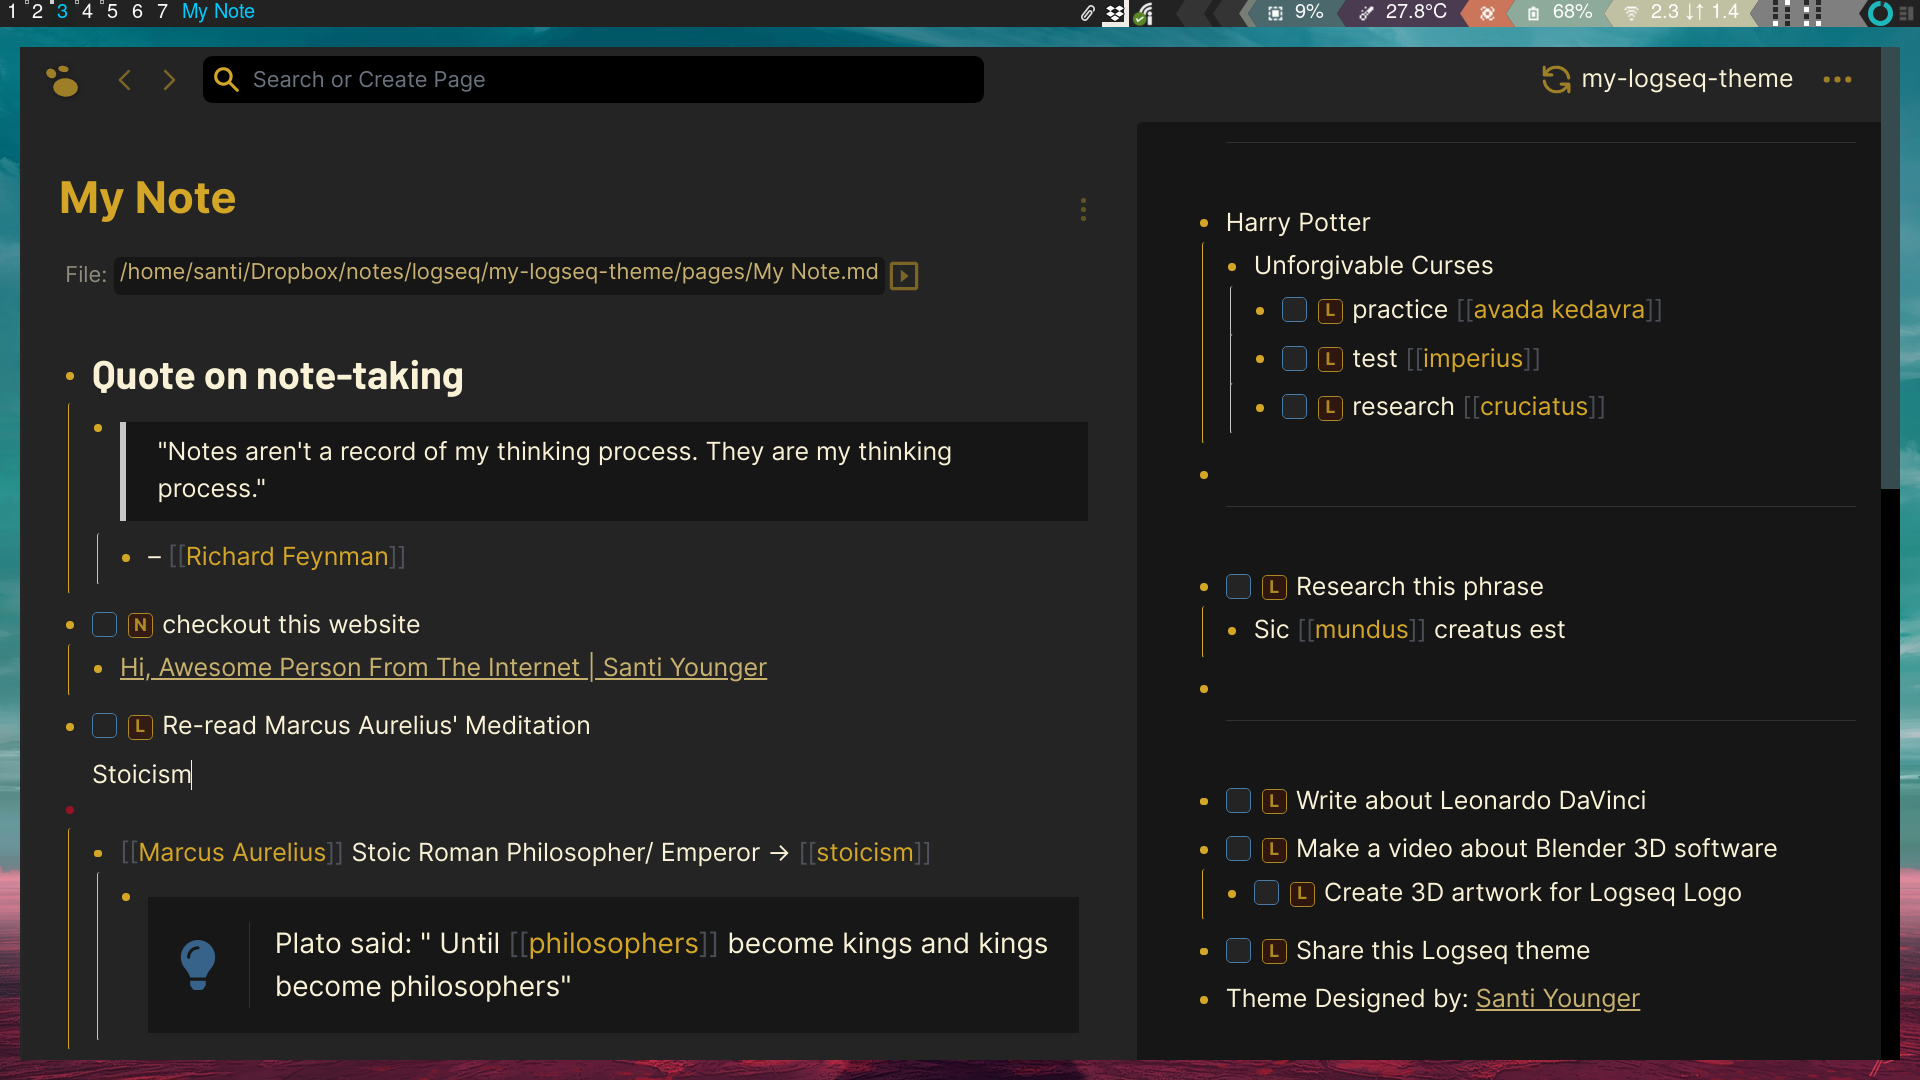 1 2 3 4 5 6 7 My Note
9% 27.8°C 68% 2.3 ↓↑ 1.4
Search or Create Page
my-logseq-theme
My Note
File: /home/santi/Dropbox/notes/logseq/my-logseq-theme/pages/My Note.md
Quote on note-taking
"Notes aren't a record of my thinking process. They are my thinking
process."
– [[Richard Feynman]]
N checkout this website
Hi, Awesome Person From The Internet | Santi Younger
L Re-read Marcus Aurelius' Meditation
Stoicism
[[Marcus Aurelius]] Stoic Roman Philosopher/ Emperor → [[stoicism]]
Plato said: " Until [[philosophers]] become kings and kings
become philosophers"
Harry Potter
Unforgivable Curses
L practice [[avada kedavra]]
L test [[imperius]]
L research [[cruciatus]]
L Research this phrase
Sic [[mundus]] creatus est
L Write about Leonardo DaVinci
L Make a video about Blender 3D software
L Create 3D artwork for Logseq Logo
L Share this Logseq theme
Theme Designed by: Santi Younger